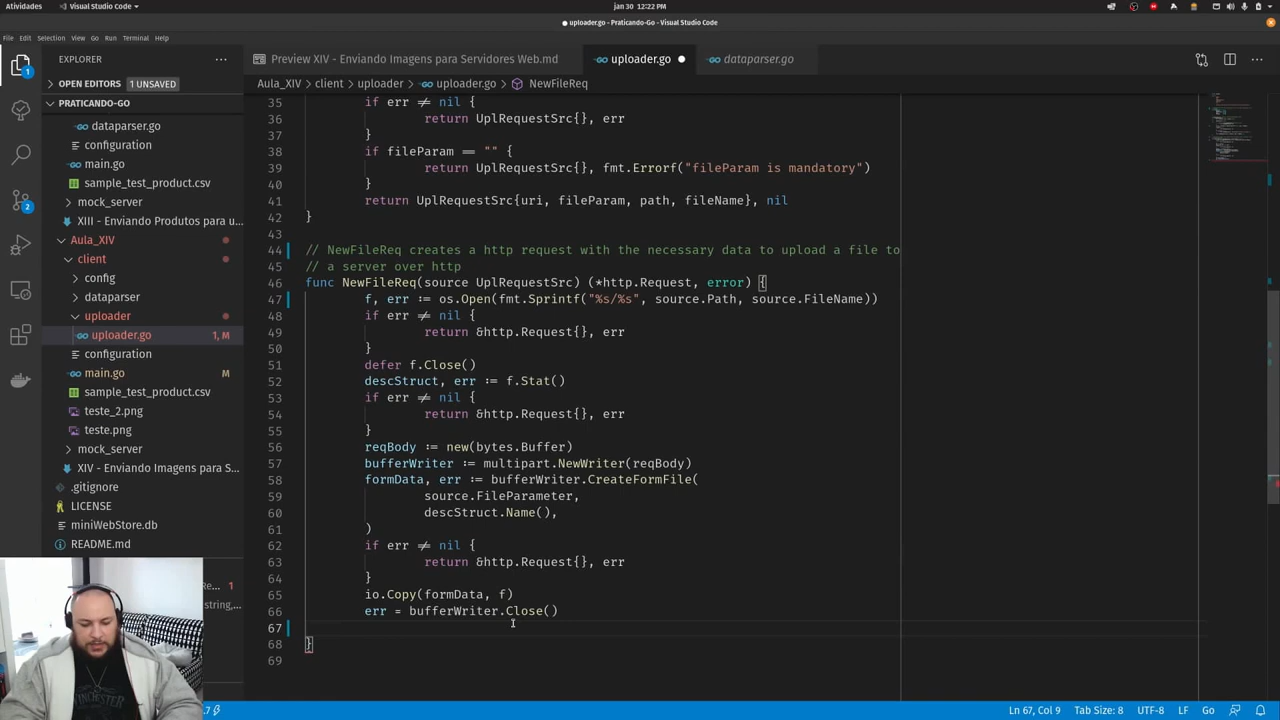 Atividades
Visual Studio Code
jan 30 12:22 PM
● uploader.go - Praticando-Go - Visual Studio Code
File Edit Selection View Go Run Terminal Help
EXPLORER
Preview XIV - Enviando Imagens para Servidores Web.md
uploader.go
dataparser.go
OPEN EDITORS 1 UNSAVED
Aula_XIV > client > uploader > uploader.go > NewFileReq
PRATICANDO-GO
dataparser.go
configuration
main.go
sample_test_product.csv
mock_server
XIII - Enviando Produtos para u...
Aula_XIV
client
config
dataparser
uploader
uploader.go 1, M
configuration
main.go M
sample_test_product.csv
teste_2.png
teste.png
mock_server
XIV - Enviando Imagens para S...
.gitignore
LICENSE
miniWebStore.db
README.md
35 if err ≠ nil {
36 return UplRequestSrc{}, err
37 }
38 if fileParam == "" {
39 return UplRequestSrc{}, fmt.Errorf("fileParam is mandatory")
40 }
41 return UplRequestSrc{uri, fileParam, path, fileName}, nil
42 }
43
44 // NewFileReq creates a http request with the necessary data to upload a file to
45 // a server over http
46 func NewFileReq(source UplRequestSrc) (*http.Request, error) {
47 f, err := os.Open(fmt.Sprintf("%s/%s", source.Path, source.FileName))
48 if err ≠ nil {
49 return &http.Request{}, err
50 }
51 defer f.Close()
52 descStruct, err := f.Stat()
53 if err ≠ nil {
54 return &http.Request{}, err
55 }
56 reqBody := new(bytes.Buffer)
57 bufferWriter := multipart.NewWriter(reqBody)
58 formData, err := bufferWriter.CreateFormFile(
59 source.FileParameter,
60 descStruct.Name(),
61 )
62 if err ≠ nil {
63 return &http.Request{}, err
64 }
65 io.Copy(formData, f)
66 err = bufferWriter.Close()
67
68 }
69
1
2
Re... 1
string,...
WINCHESTER
.7
Ln 67, Col 9 Tab Size: 8 UTF-8 LF Go